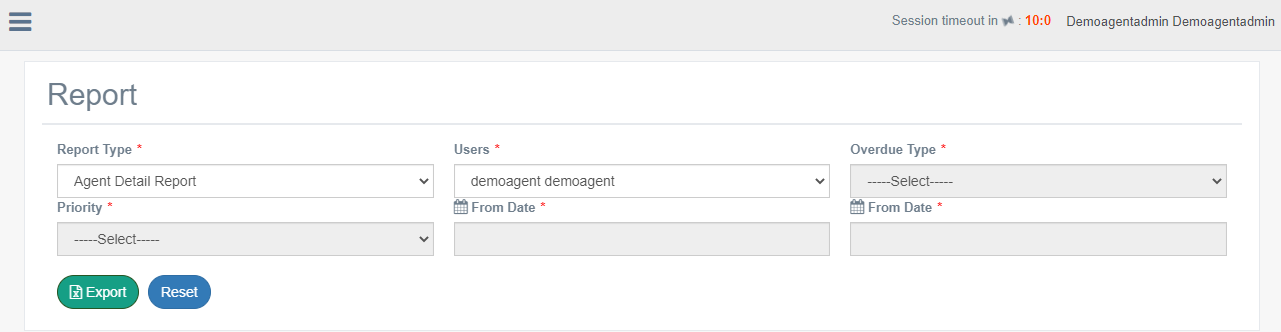 Session timeout in : 10:0 Demoagentadmin Demoagentadmin
Report
Report Type * Users * Overdue Type *
Agent Detail Report demoagent demoagent -----Select-----
Priority * From Date * From Date *
-----Select-----
Export Reset